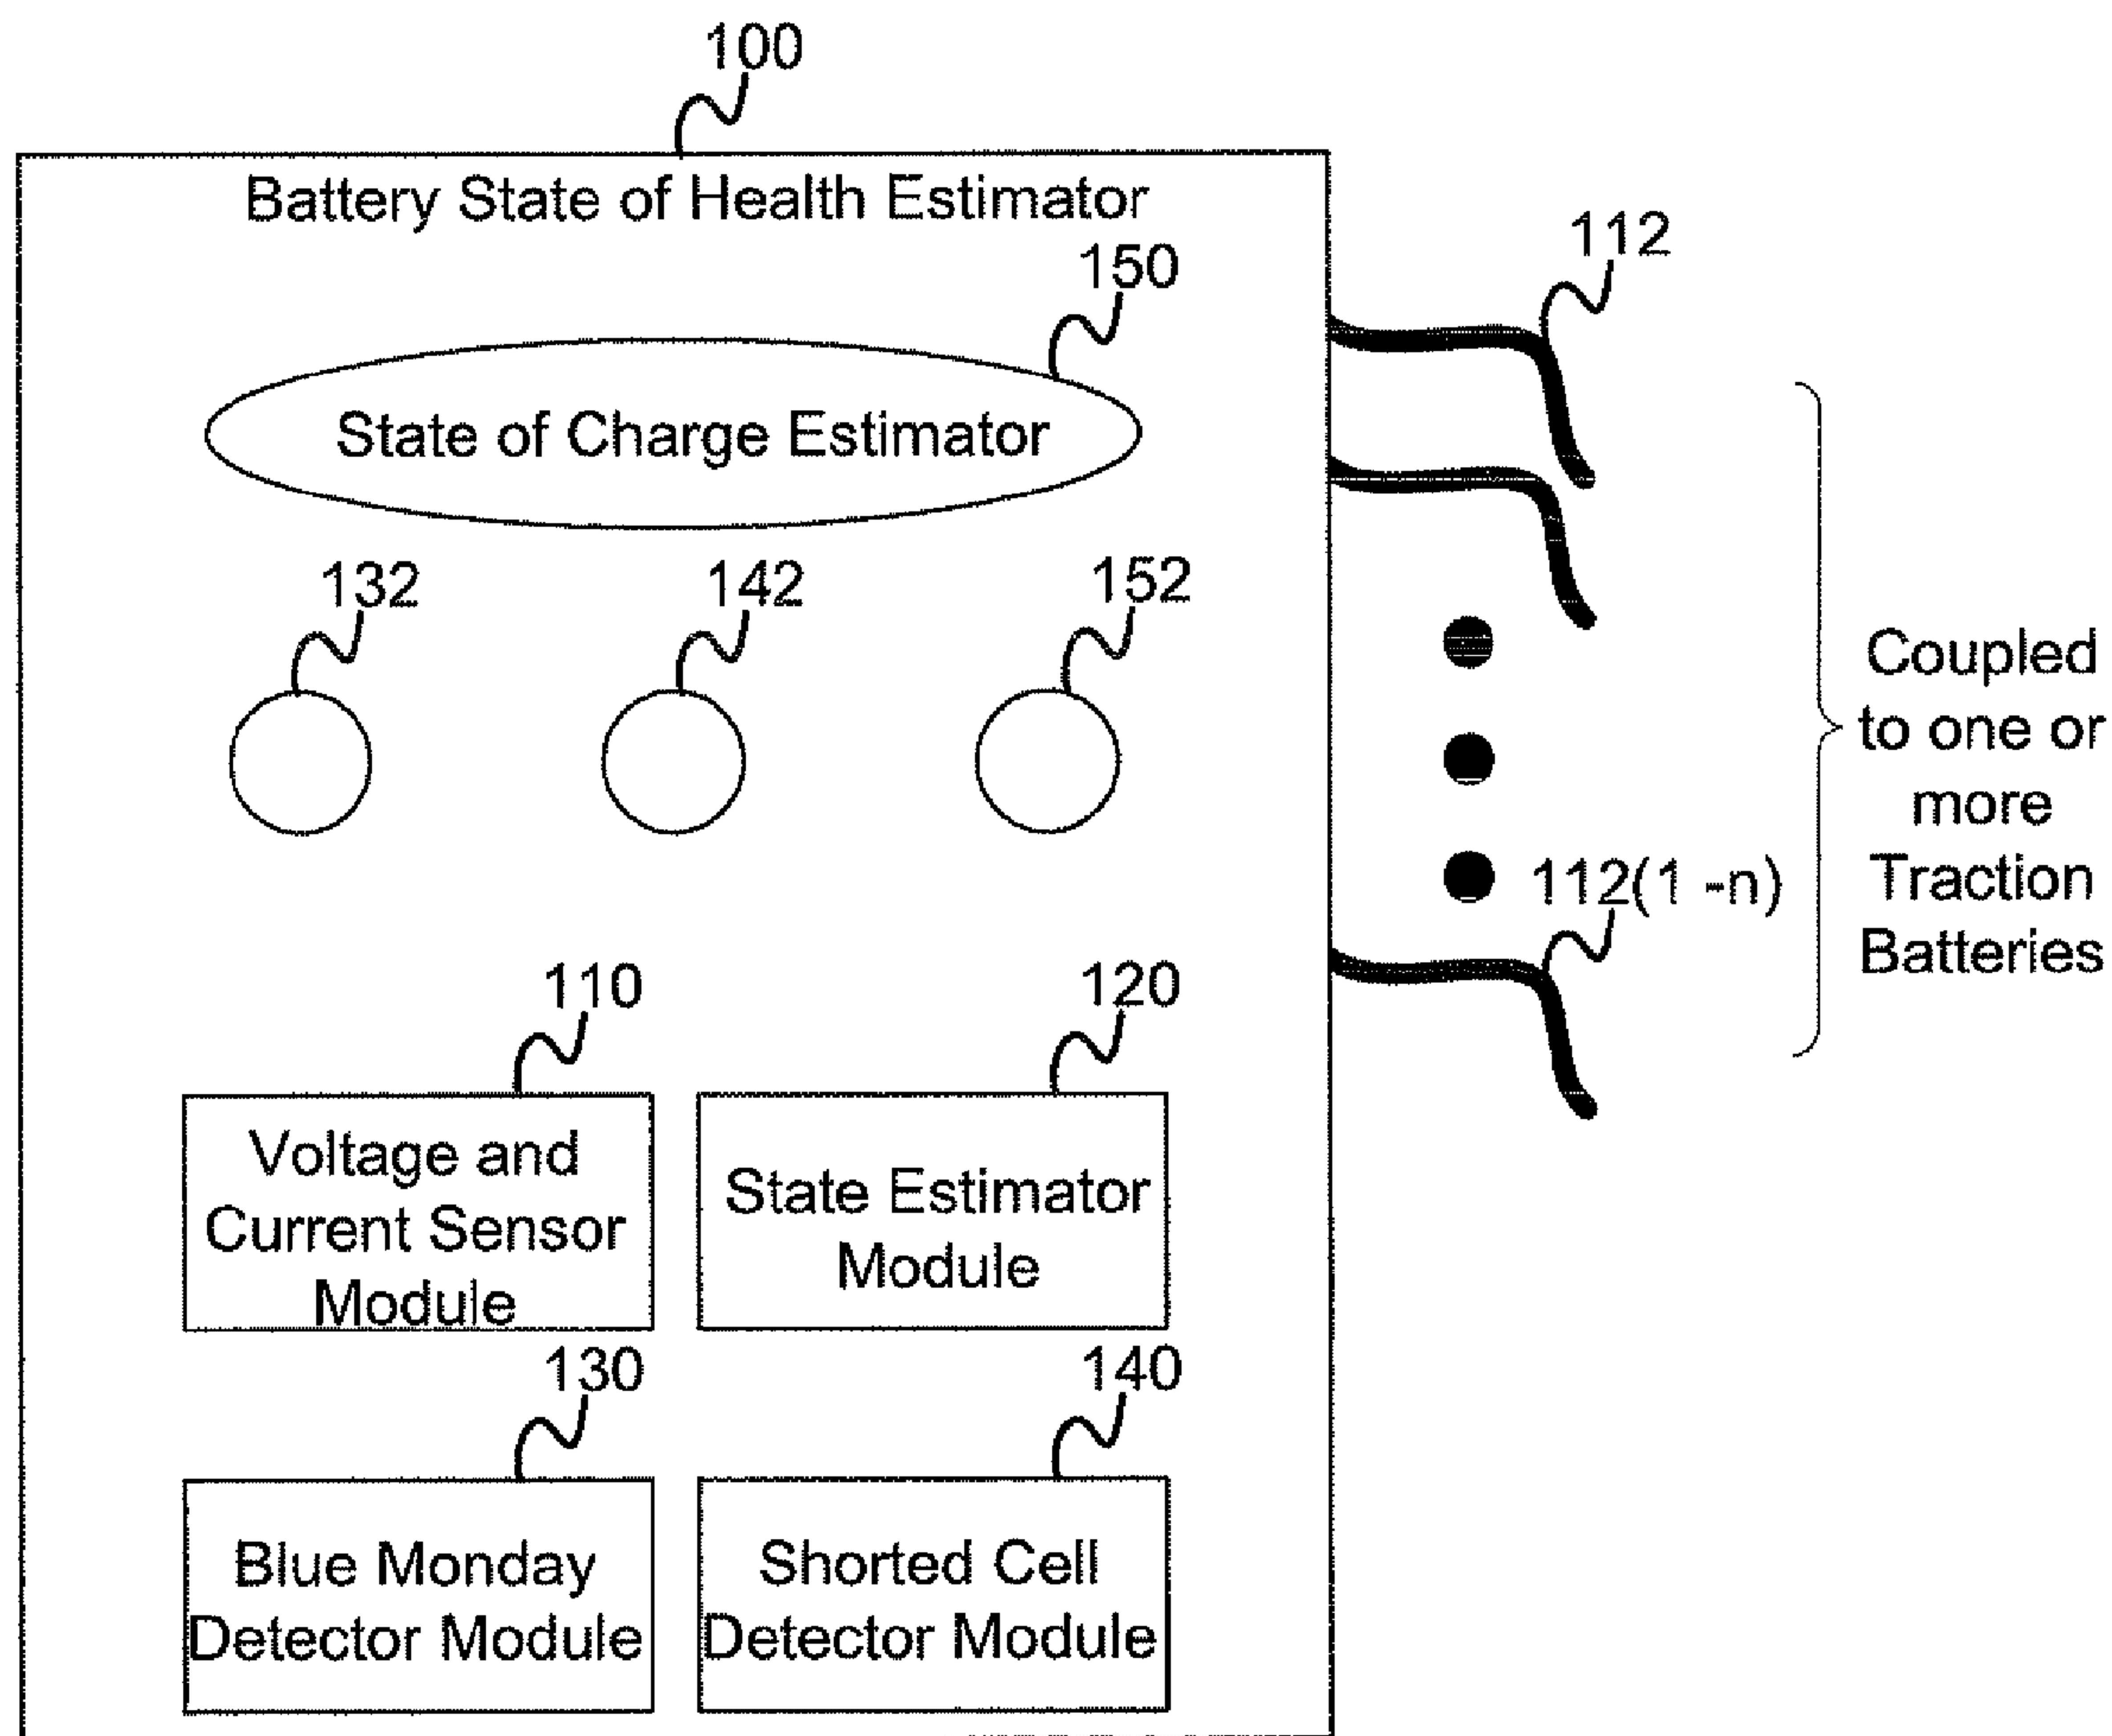 100
Battery State of Health Estimator
150
112
State of Charge Estimator
132
142
152
Coupled
to one or
more
Traction
Batteries
112(1 -n)
110
120
Voltage and
Current Sensor
Module
State Estimator
Module
130
140
Blue Monday
Detector Module
Shorted Cell
Detector Module